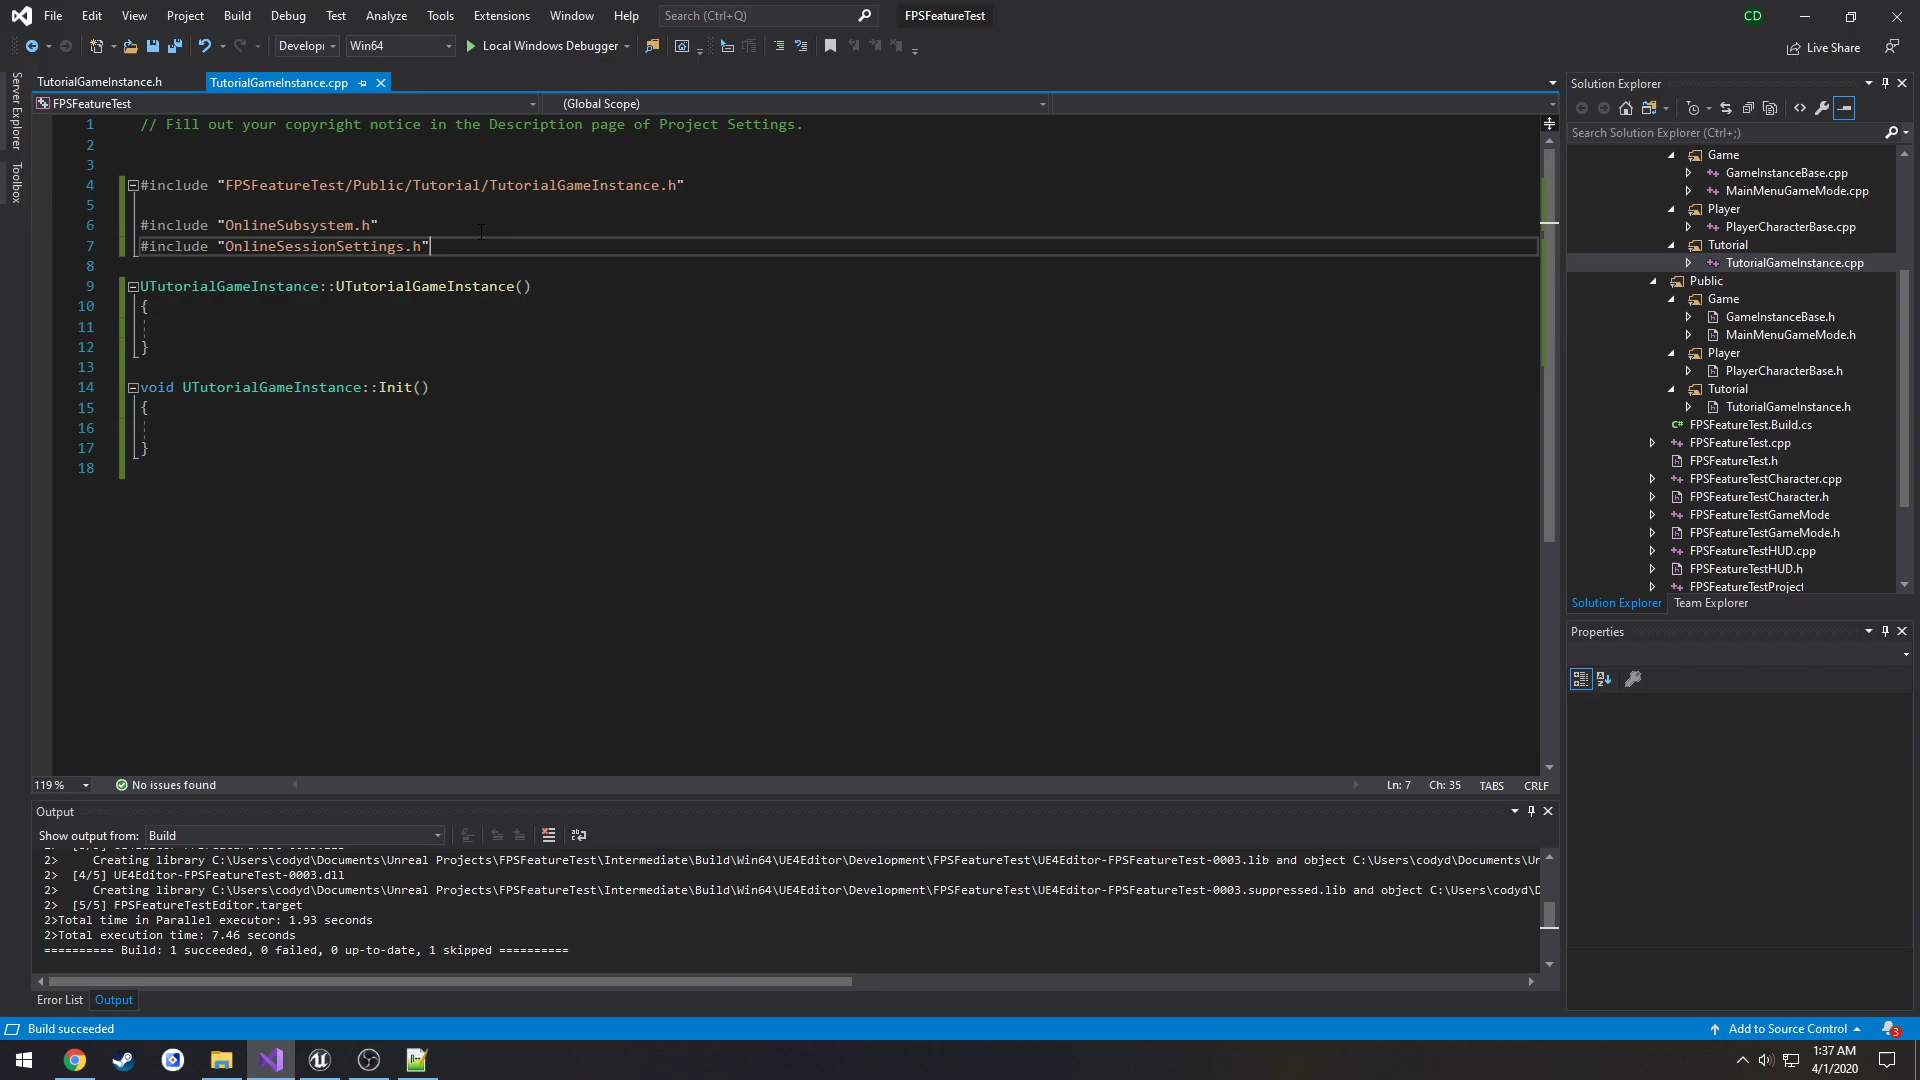 File Edit View Project Build Debug Test Analyze Tools Extensions Window Help Search (Ctrl+Q) FPSFeatureTest CD
Develop Win64 Local Windows Debugger Live Share
Server Explorer
Toolbox
TutorialGameInstance.h TutorialGameInstance.cpp
FPSFeatureTest (Global Scope)
1 // Fill out your copyright notice in the Description page of Project Settings.
2
3
4 #include "FPSFeatureTest/Public/Tutorial/TutorialGameInstance.h"
5
6 #include "OnlineSubsystem.h"
7 #include "OnlineSessionSettings.h"
8
9 UTutorialGameInstance::UTutorialGameInstance()
10 {
11
12 }
13
14 void UTutorialGameInstance::Init()
15 {
16
17 }
18
119 % No issues found Ln: 7 Ch: 35 TABS CRLF
Output
Show output from: Build
2> Creating library C:\Users\codyd\Documents\Unreal Projects\FPSFeatureTest\Intermediate\Build\Win64\UE4Editor\Development\FPSFeatureTest\UE4Editor-FPSFeatureTest-0003.lib and object C:\Users\codyd\Documents\Un
2> [4/5] UE4Editor-FPSFeatureTest-0003.dll
2> Creating library C:\Users\codyd\Documents\Unreal Projects\FPSFeatureTest\Intermediate\Build\Win64\UE4Editor\Development\FPSFeatureTest\UE4Editor-FPSFeatureTest-0003.suppressed.lib and object C:\Users\codyd\D
2> [5/5] FPSFeatureTestEditor.target
2>Total time in Parallel executor: 1.93 seconds
2>Total execution time: 7.46 seconds
========== Build: 1 succeeded, 0 failed, 0 up-to-date, 1 skipped ==========
Error List Output
Solution Explorer
Search Solution Explorer (Ctrl+;)
Game
GameInstanceBase.cpp
MainMenuGameMode.cpp
Player
PlayerCharacterBase.cpp
Tutorial
TutorialGameInstance.cpp
Public
Game
GameInstanceBase.h
MainMenuGameMode.h
Player
PlayerCharacterBase.h
Tutorial
TutorialGameInstance.h
FPSFeatureTest.Build.cs
FPSFeatureTest.cpp
FPSFeatureTest.h
FPSFeatureTestCharacter.cpp
FPSFeatureTestCharacter.h
FPSFeatureTestGameMode
FPSFeatureTestGameMode.h
FPSFeatureTestHUD.cpp
FPSFeatureTestHUD.h
FPSFeatureTestProject
Solution Explorer Team Explorer
Properties
Build succeeded Add to Source Control 3
1:37 AM
4/1/2020